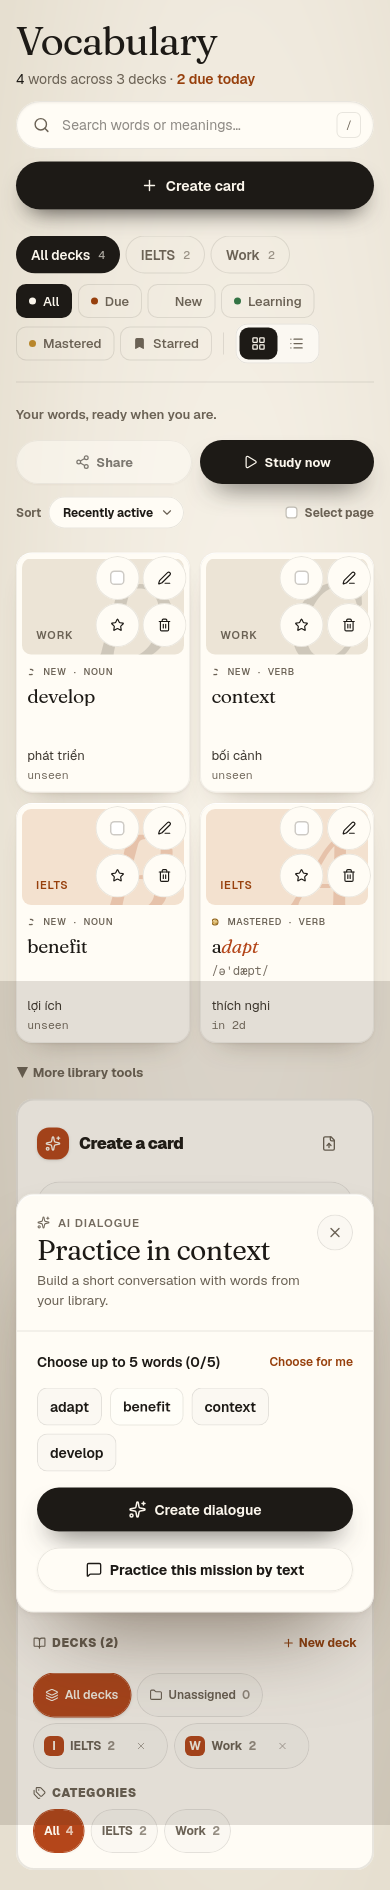 Vocabulary
4 words across 3 decks · 2 due today
Search words or meanings… /
Create card
All decks 4 IELTS 2 Work 2
All Due New Learning
Mastered Starred
Your words, ready when you are.
Share Study now
Sort Recently active Select page
WORK WORK
NEW · NOUN NEW · VERB
develop context
phát triển bối cảnh
unseen unseen
IELTS IELTS
NEW · NOUN MASTERED · VERB
benefit adapt
/əˈdæpt/
lợi ích thích nghi
unseen in 2d
▼ More library tools
Create a card
AI DIALOGUE
Practice in context
Build a short conversation with words from
your library.
Choose up to 5 words (0/5) Choose for me
adapt benefit context
develop
Create dialogue
Practice this mission by text
DECKS (2) + New deck
All decks Unassigned 0
I IELTS 2 × W Work 2 ×
CATEGORIES
All 4 IELTS 2 Work 2